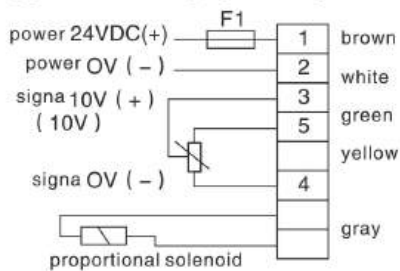 F1
power 24VDC(+) 1 brown
power OV (-) 2 white
signa 10V (+) 3
(10V) 5 green
yellow
signa OV (-) 4
gray
proportional solenoid